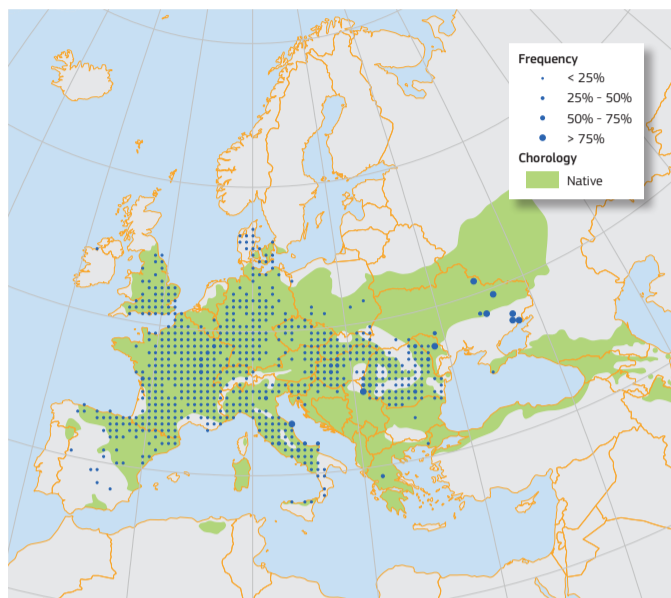 Frequency
< 25%
25% - 50%
50% - 75%
> 75%
Chorology
Native